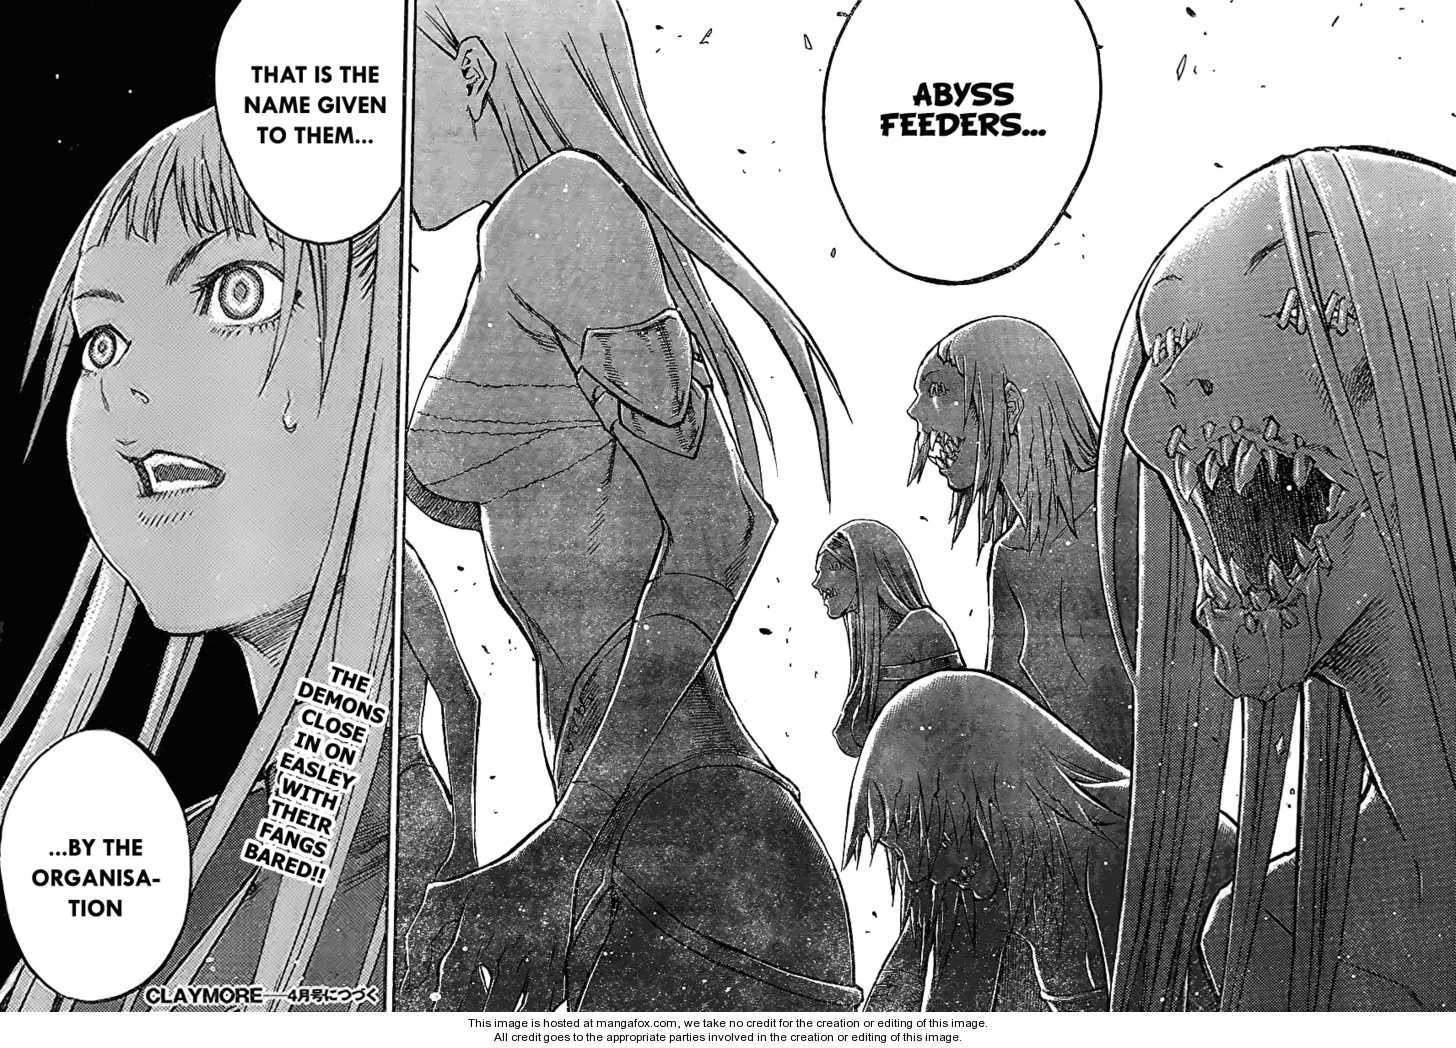 ABYSS
FEEDERS...
THAT IS THE
NAME GIVEN
TO THEM...
...BY THE
ORGANISA-
TION
THE
DEMONS
CLOSE
IN ON
EASLEY
WITH
THEIR
FANGS
BARED!!
CLAYMORE—4月号につづく
This image is hosted at mangafox.com, we take no credit for the creation or editing of this image.
All credit goes to the appropriate parties involved in the creation or editing of this image.